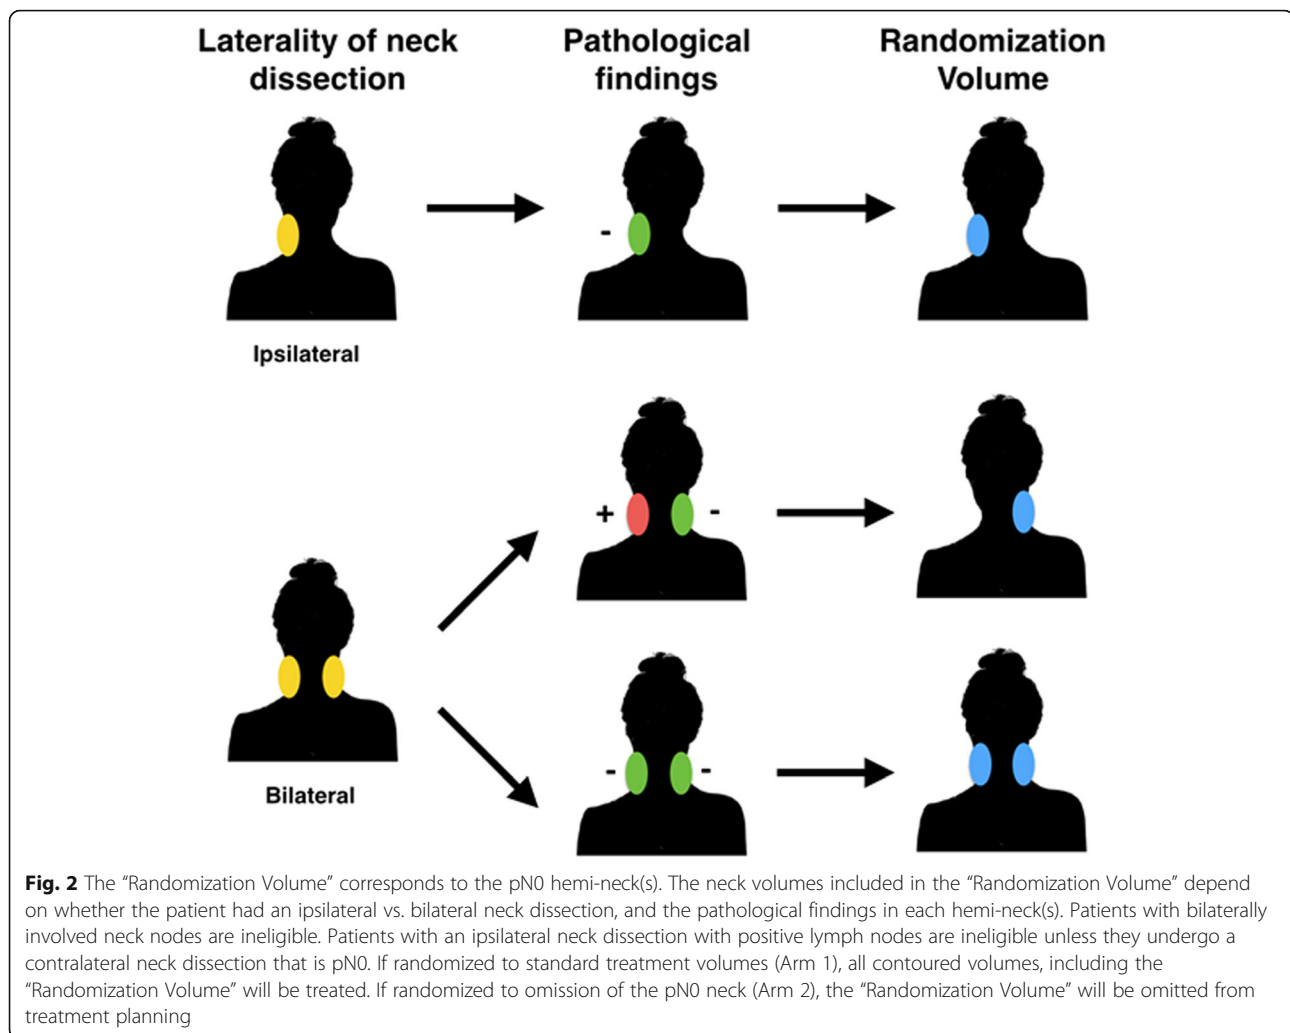 Laterality of neck
dissection
Pathological
findings
Randomization
Volume
-
Ipsilateral
+ -
Bilateral
- -
Fig. 2 The “Randomization Volume” corresponds to the pN0 hemi-neck(s). The neck volumes included in the “Randomization Volume” depend
on whether the patient had an ipsilateral vs. bilateral neck dissection, and the pathological findings in each hemi-neck(s). Patients with bilaterally
involved neck nodes are ineligible. Patients with an ipsilateral neck dissection with positive lymph nodes are ineligible unless they undergo a
contralateral neck dissection that is pN0. If randomized to standard treatment volumes (Arm 1), all contoured volumes, including the
“Randomization Volume” will be treated. If randomized to omission of the pN0 neck (Arm 2), the “Randomization Volume” will be omitted from
treatment planning